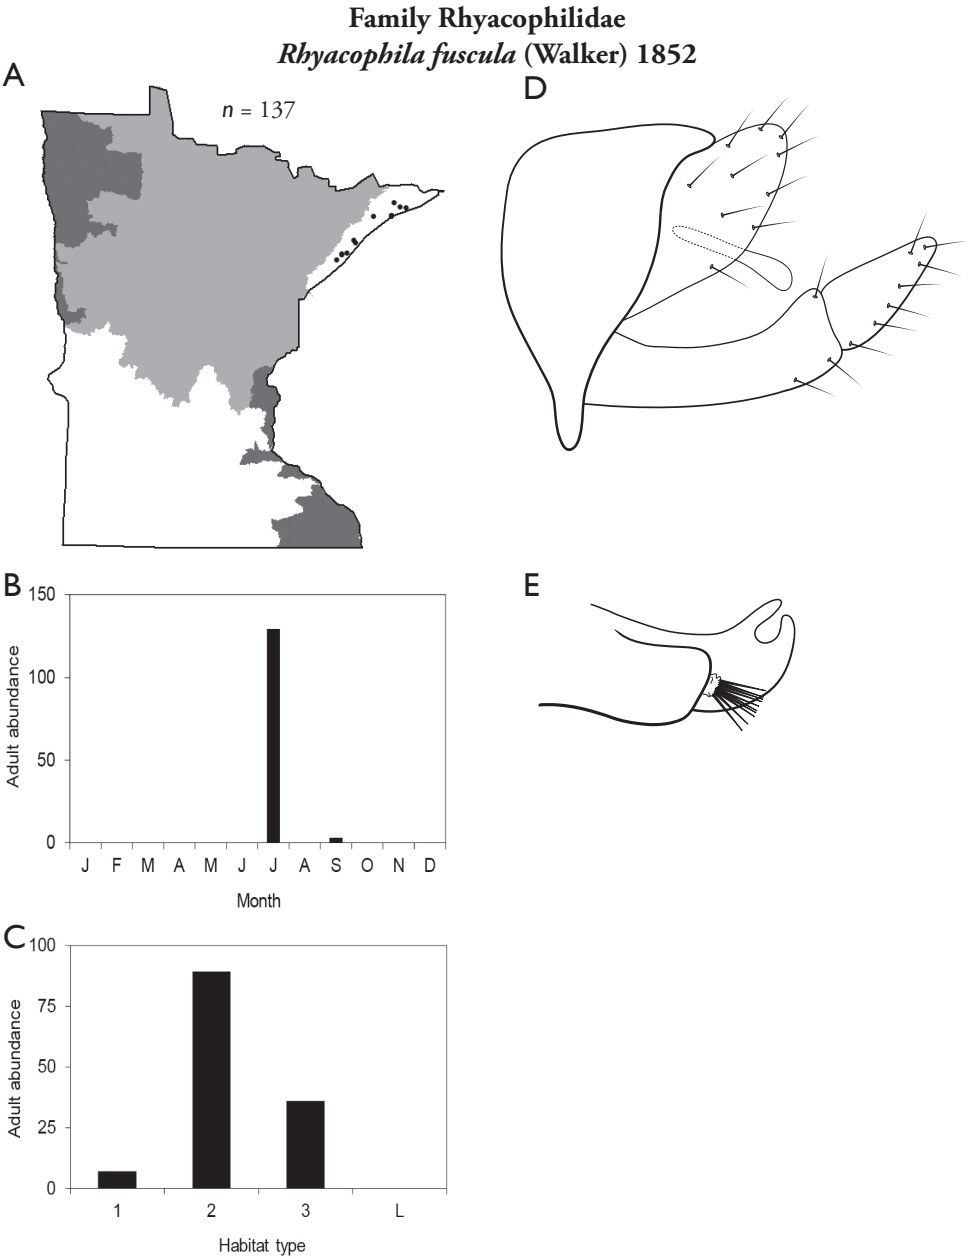 Family Rhyacophilidae
Rhyacophila fuscula (Walker) 1852
A
n = 137
D
B
150
100
50
0
Adult abundance
J F M A M J J A S O N D
Month
E
C
100
75
50
25
0
Adult abundance
1 2 3 L
Habitat type